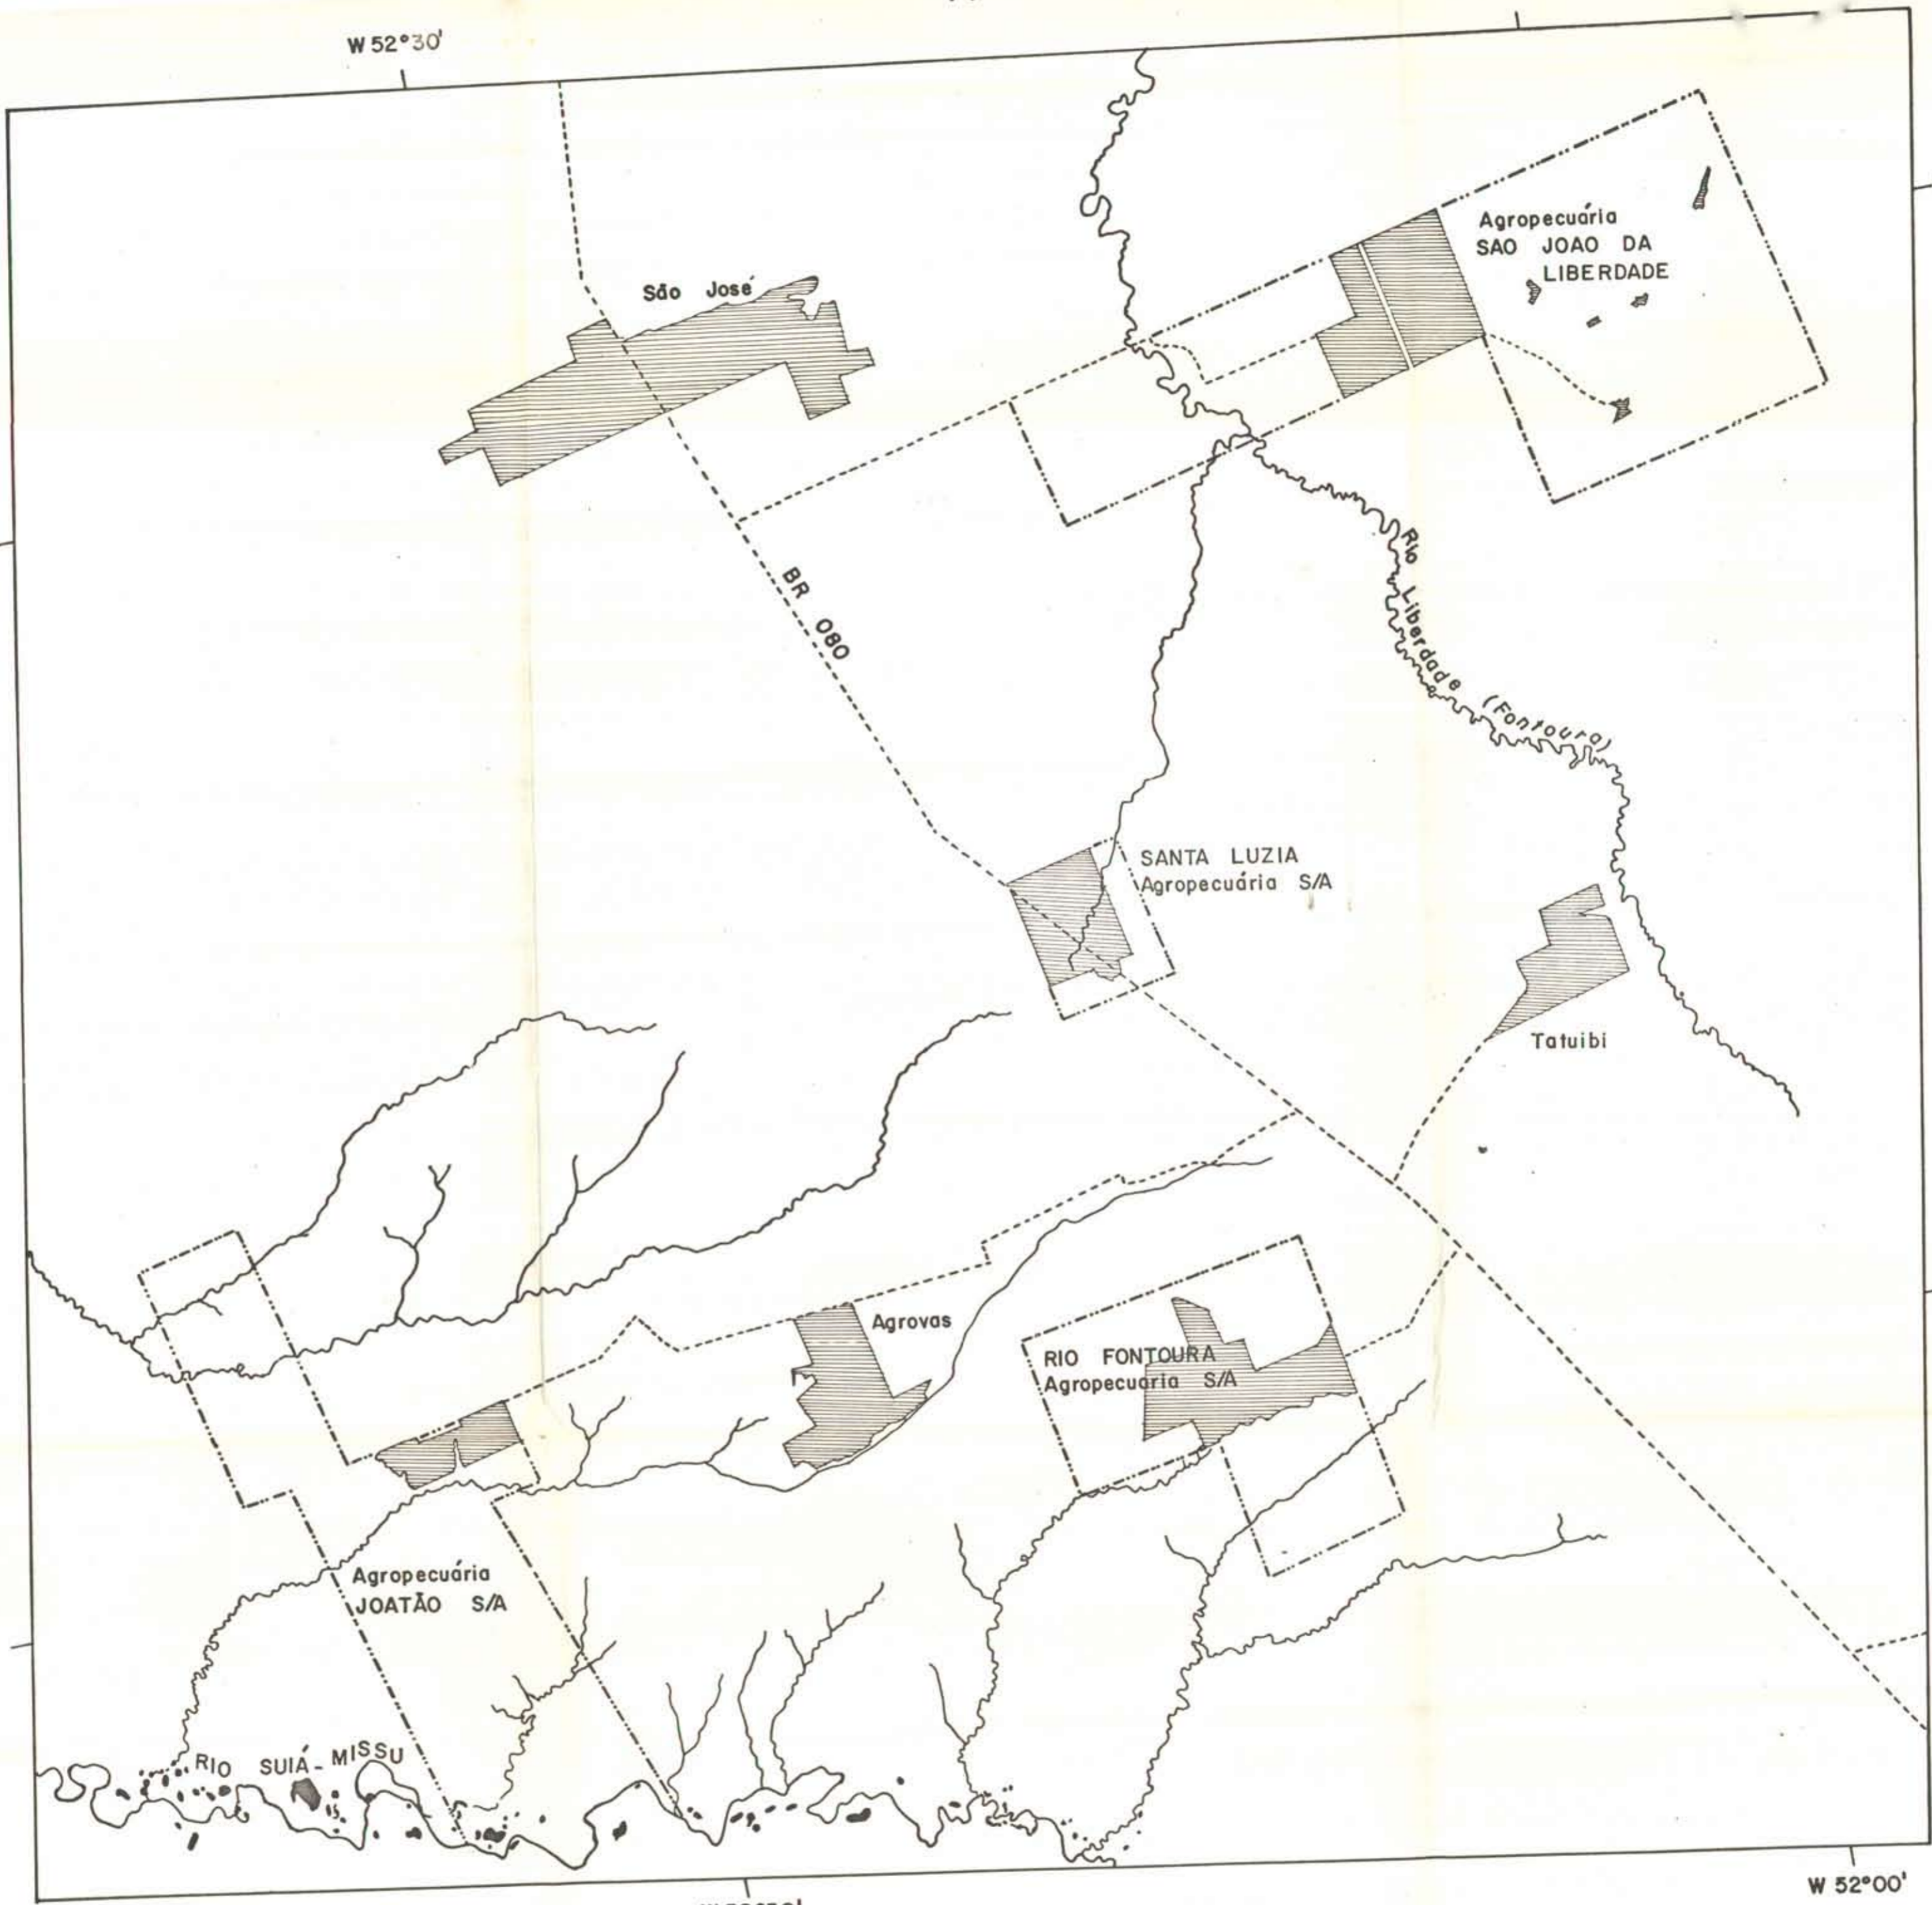 W 52°30'
São José
Agropecuária
SAO JOAO DA
LIBERDADE
BR 080
Rio Liberdade (Fontoura)
SANTA LUZIA
Agropecuária S/A
Tatuibi
Agrovas
RIO FONTOURA
Agropecuaria S/A
Agropecuária
JOATÃO S/A
RIO SUIÁ-MISSU
W 52°00'